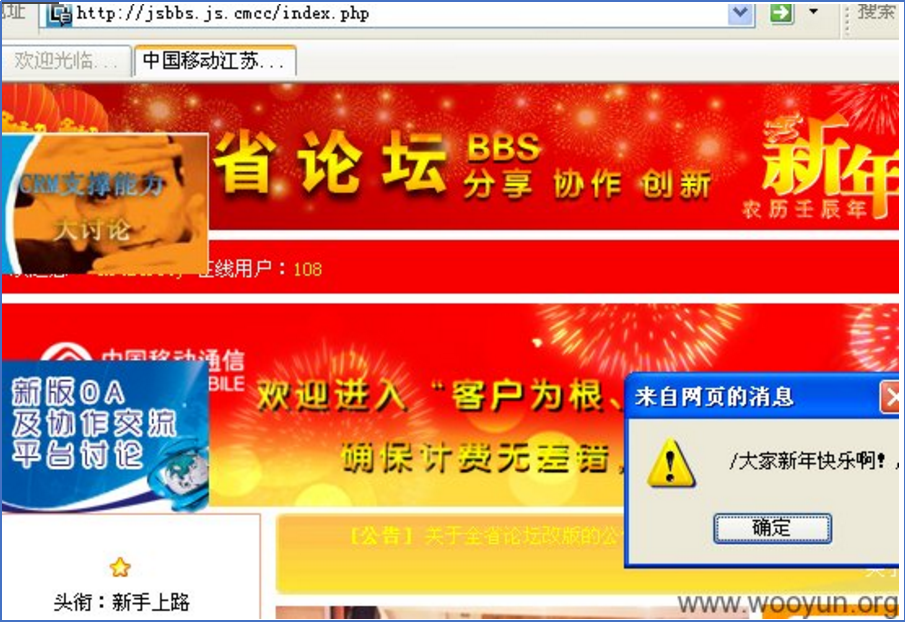 址 http://jsbbs.js.cmcc/index.php 搜索
欢迎光临... 中国移动江苏...
省论坛 BBS
分享 协作 创新
新年
农历壬辰年
CRM支撑能力
大讨论
在线用户：108
中国移动通信
BILE
新版OA
及协作交流
平台讨论
欢迎进入“客户为根、
确保计费无差错，
来自网页的消息
/大家新年快乐啊！
确定
【公告】关于全省论坛改版的公
头衔：新手上路
www.wooyun.org